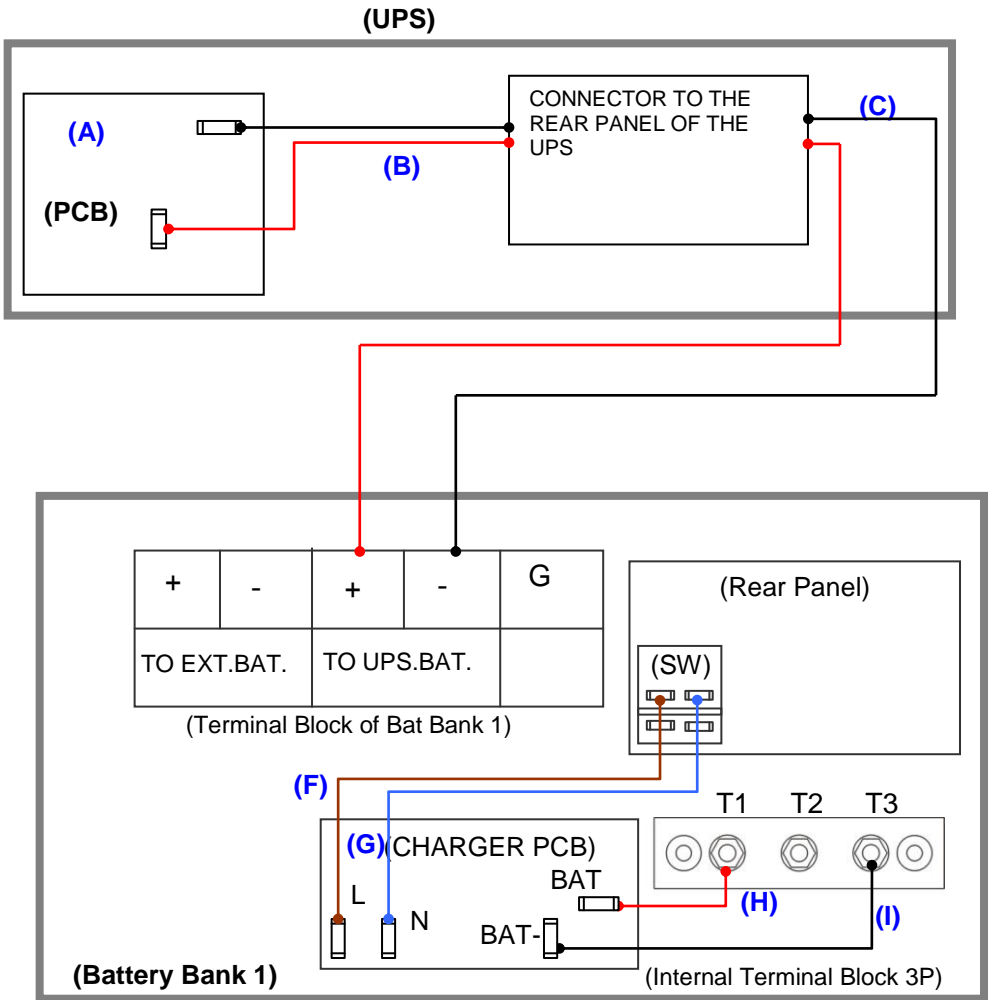 (UPS)
CONNECTOR TO THE
REAR PANEL OF THE
UPS
(A)
(B)
(C)
(PCB)
+ - + - G
TO EXT.BAT. TO UPS.BAT.
(Terminal Block of Bat Bank 1)
(Rear Panel)
(SW)
(F)
(G)
(CHARGER PCB)
T1 T2 T3
L
N
BAT
BAT-
(H)
(I)
(Battery Bank 1)
(Internal Terminal Block 3P)